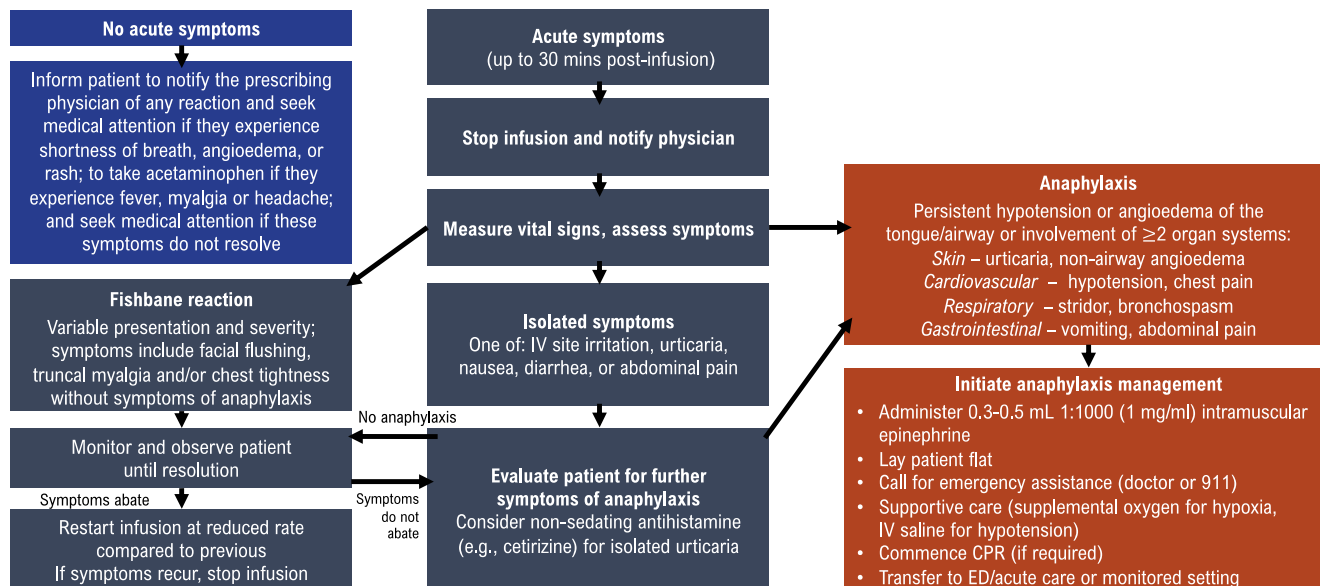 No acute symptoms
Inform patient to notify the prescribing
physician of any reaction and seek
medical attention if they experience
shortness of breath, angioedema, or
rash; to take acetaminophen if they
experience fever, myalgia or headache;
and seek medical attention if these
symptoms do not resolve
Acute symptoms
(up to 30 mins post-infusion)
Stop infusion and notify physician
Measure vital signs, assess symptoms
Fishbane reaction
Variable presentation and severity;
symptoms include facial flushing,
truncal myalgia and/or chest tightness
without symptoms of anaphylaxis
Isolated symptoms
One of: IV site irritation, urticaria,
nausea, diarrhea, or abdominal pain
No anaphylaxis
Monitor and observe patient
until resolution
Symptoms abate
Symptoms
do not
abate
Restart infusion at reduced rate
compared to previous
If symptoms recur, stop infusion
Evaluate patient for further
symptoms of anaphylaxis
Consider non-sedating antihistamine
(e.g., cetirizine) for isolated urticaria
Anaphylaxis
Persistent hypotension or angioedema of the
tongue/airway or involvement of ≥2 organ systems:
Skin – urticaria, non-airway angioedema
Cardiovascular – hypotension, chest pain
Respiratory – stridor, bronchospasm
Gastrointestinal – vomiting, abdominal pain
Initiate anaphylaxis management
• Administer 0.3-0.5 mL 1:1000 (1 mg/ml) intramuscular
epinephrine
• Lay patient flat
• Call for emergency assistance (doctor or 911)
• Supportive care (supplemental oxygen for hypoxia,
IV saline for hypotension)
• Commence CPR (if required)
• Transfer to ED/acute care or monitored setting